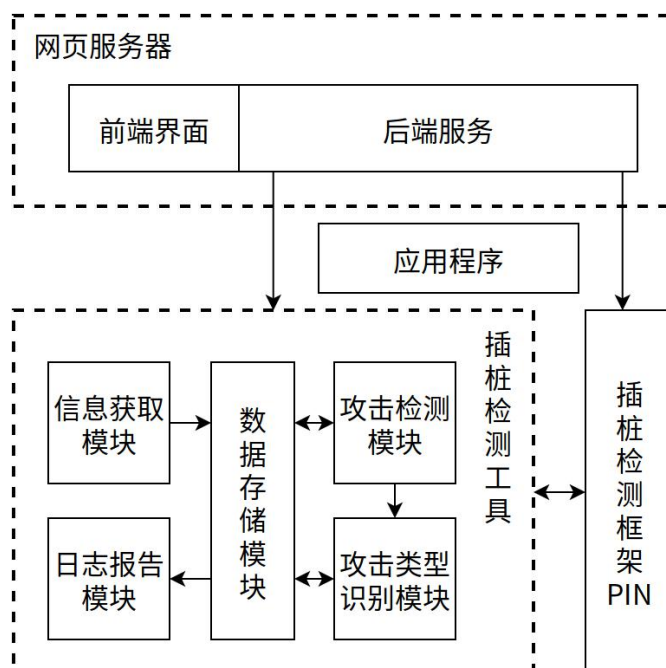 网页服务器
前端界面
后端服务
应用程序
插
桩
检
测
工
具
信息获取
模块
数
据
存
储
模
块
攻击检测
模块
日志报告
模块
攻击类型
识别模块
插
桩
检
测
框
架
PIN